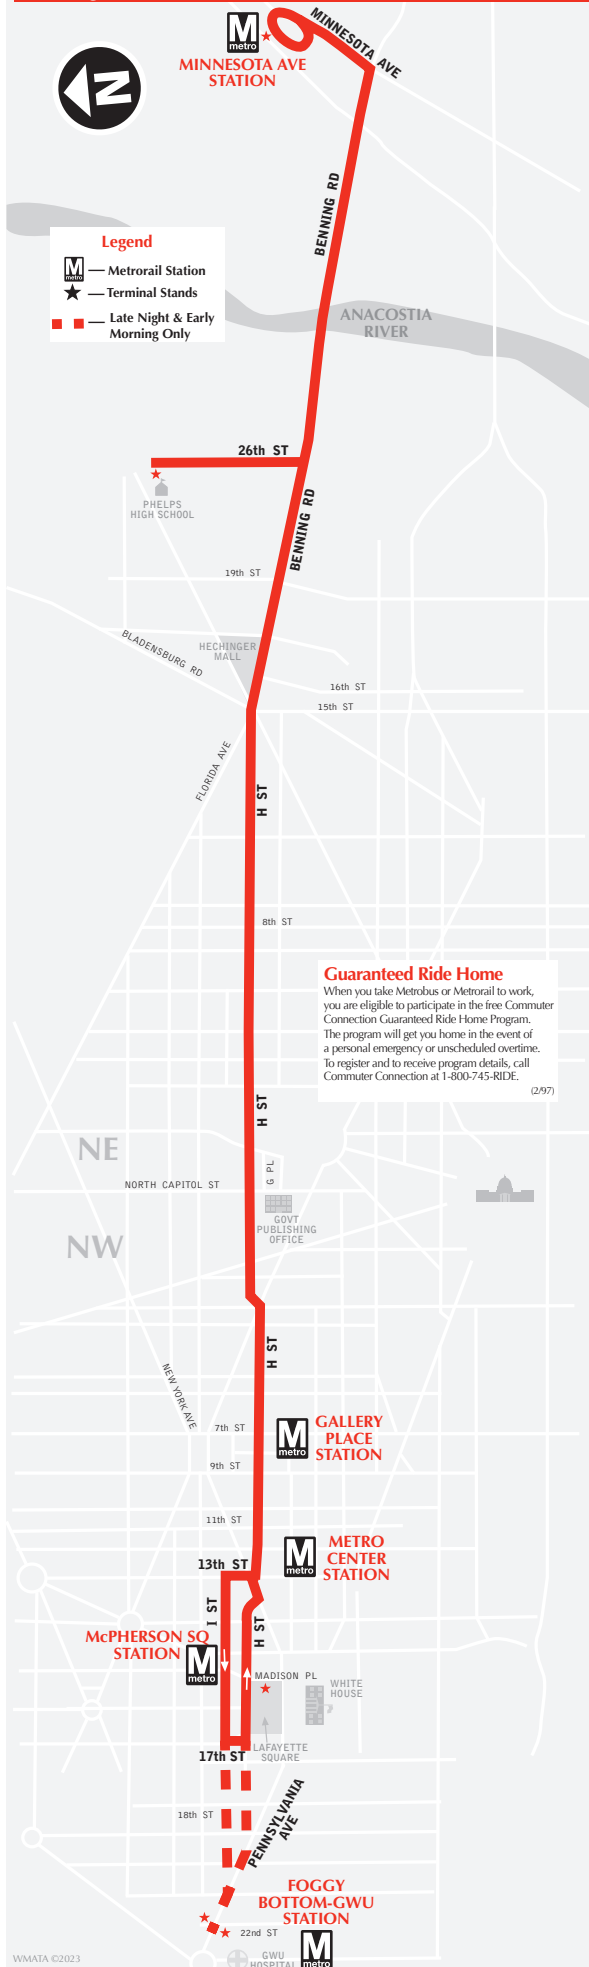 M
metro
MINNESOTA AVE
STATION
MINNESOTA AVE
N
BENNING RD
Legend
M
metro
Metrorail Station
Terminal Stands
Late Night & Early
Morning Only
ANACOSTIA
RIVER
26th ST
PHELPS
HIGH SCHOOL
BENNING RD
19th ST
BLADENSBURG RD
HECHINGER
MALL
16th ST
15th ST
FLORIDA AVE
H ST
8th ST
Guaranteed Ride Home
When you take Metrobus or Metrorail to work,
you are eligible to participate in the free Commuter
Connection Guaranteed Ride Home Program.
The program will get you home in the event of
a personal emergency or unscheduled overtime.
To register and to receive program details, call
Commuter Connection at 1-800-745-RIDE.
(2/97)
H ST
NE
G PL
NORTH CAPITOL ST
GOVT
PUBLISHING
OFFICE
NW
H ST
NEW YORK AVE
7th ST
M
metro
GALLERY
PLACE
STATION
9th ST
11th ST
M
metro
METRO
CENTER
STATION
13th ST
I ST
H ST
McPHERSON SQ
STATION
M
metro
MADISON PL
WHITE
HOUSE
LAFAYETTE
SQUARE
17th ST
18th ST
PENNSYLVANIA
AVE
FOGGY
BOTTOM-GWU
STATION
22nd ST
M
metro
GWU
HOSPITAL
WMATA ©2023